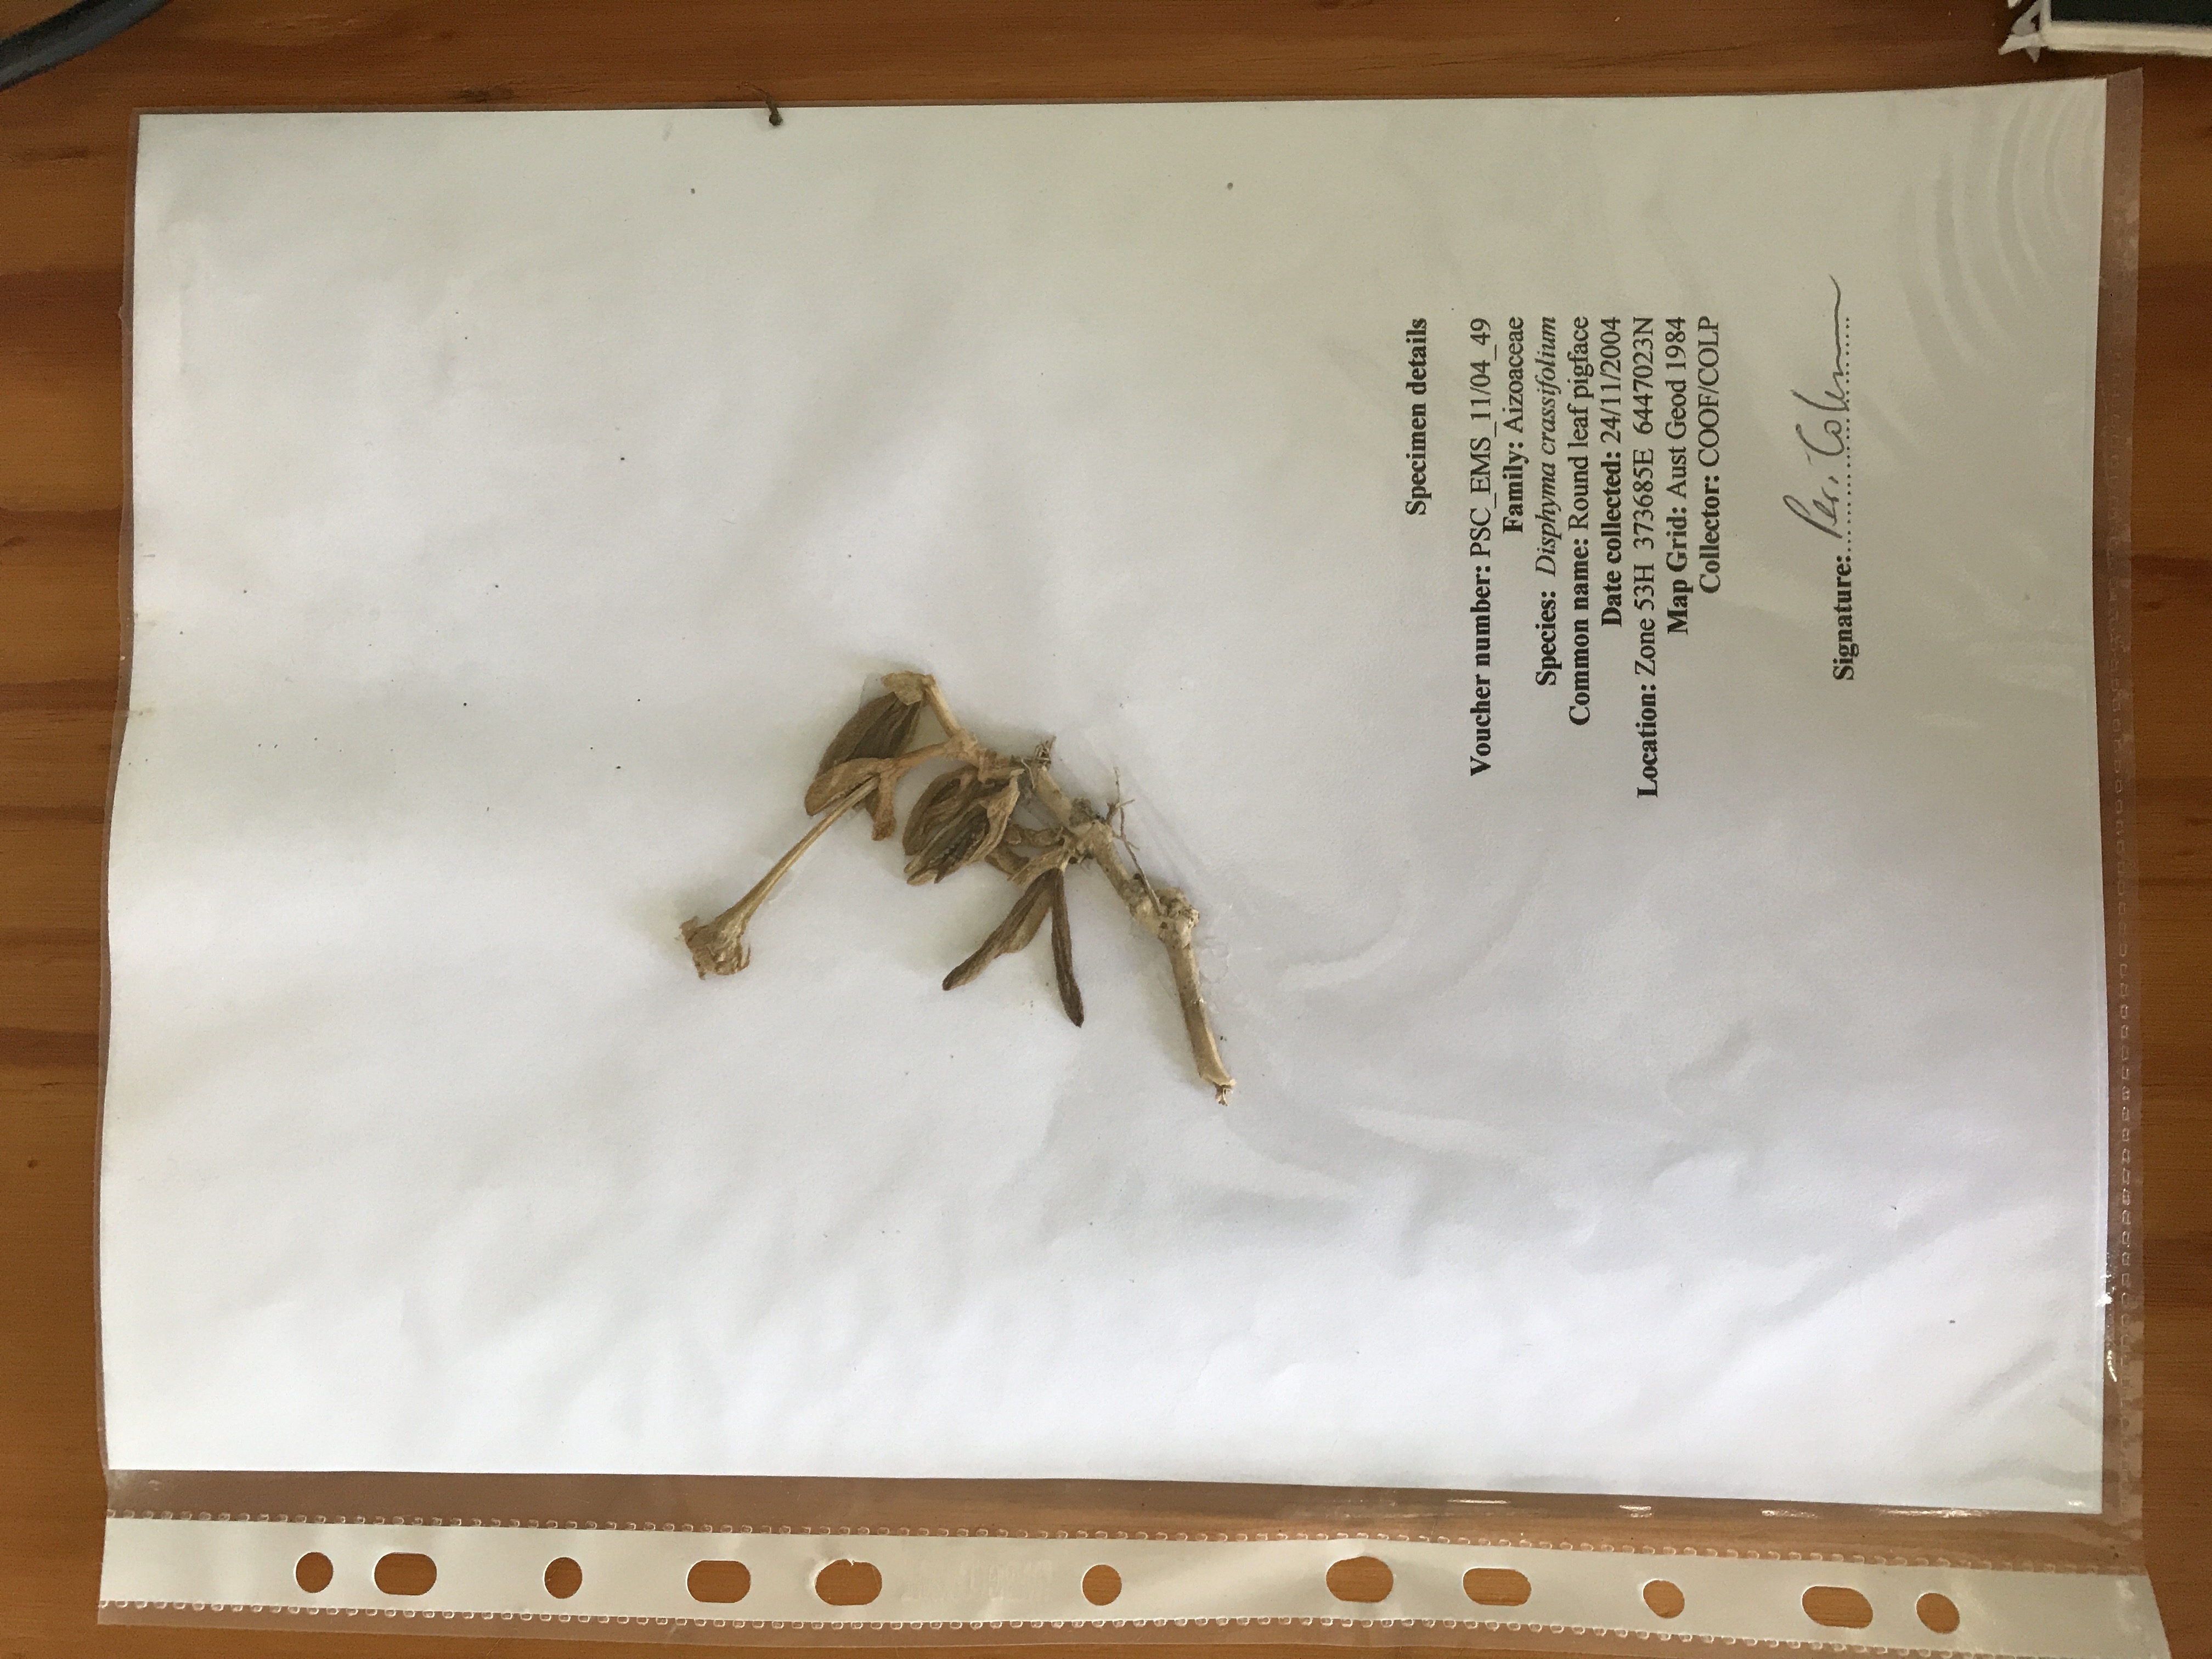 Specimen details
Voucher number: PSC_EMS_11/04_49
Family: Aizoaceae
Species: Disphyma crassifolium
Common name: Round leaf pigface
Date collected: 24/11/2004
Location: Zone 53H 373685E 6447023N
Map Grid: Aust Geod 1984
Collector: COOF/COLP
Signature: Peri Coleman